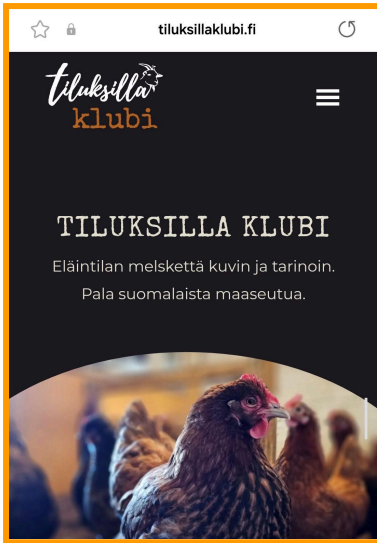 tiluksillaklubi.fi
tiluksilla
klubi
TILUKSILLA KLUBI
Eläintilan melskettä kuvin ja tarinoin.
Pala suomalaista maaseutua.